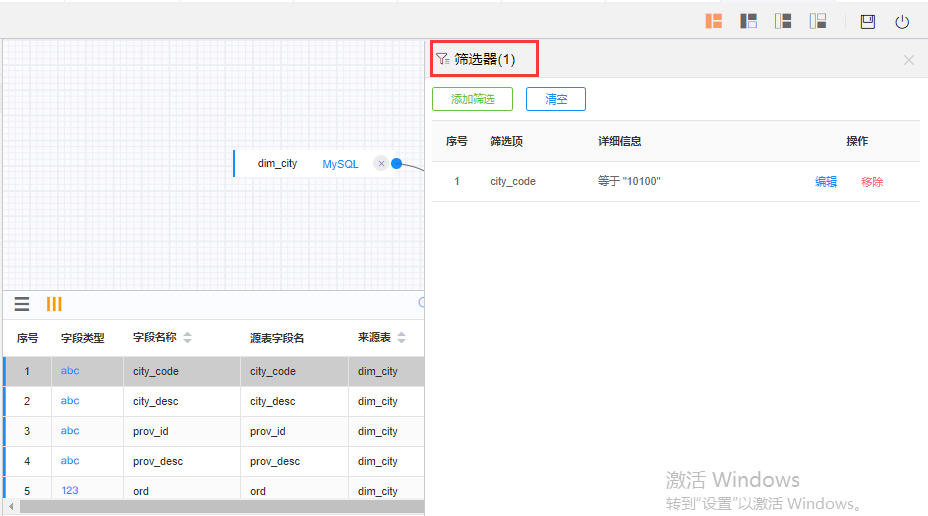 筛选器(1)
添加筛选 清空
序号 筛选项 详细信息 操作
1 city_code 等于 "10100" 编辑 移除
dim_city MySQL
序号 字段类型 字段名称 源表字段名 来源表
1 abc city_code city_code dim_city
2 abc city_desc city_desc dim_city
3 abc prov_id prov_id dim_city
4 abc prov_desc prov_desc dim_city
5 123 ord ord dim_city
激活 Windows
转到"设置"以激活 Windows。